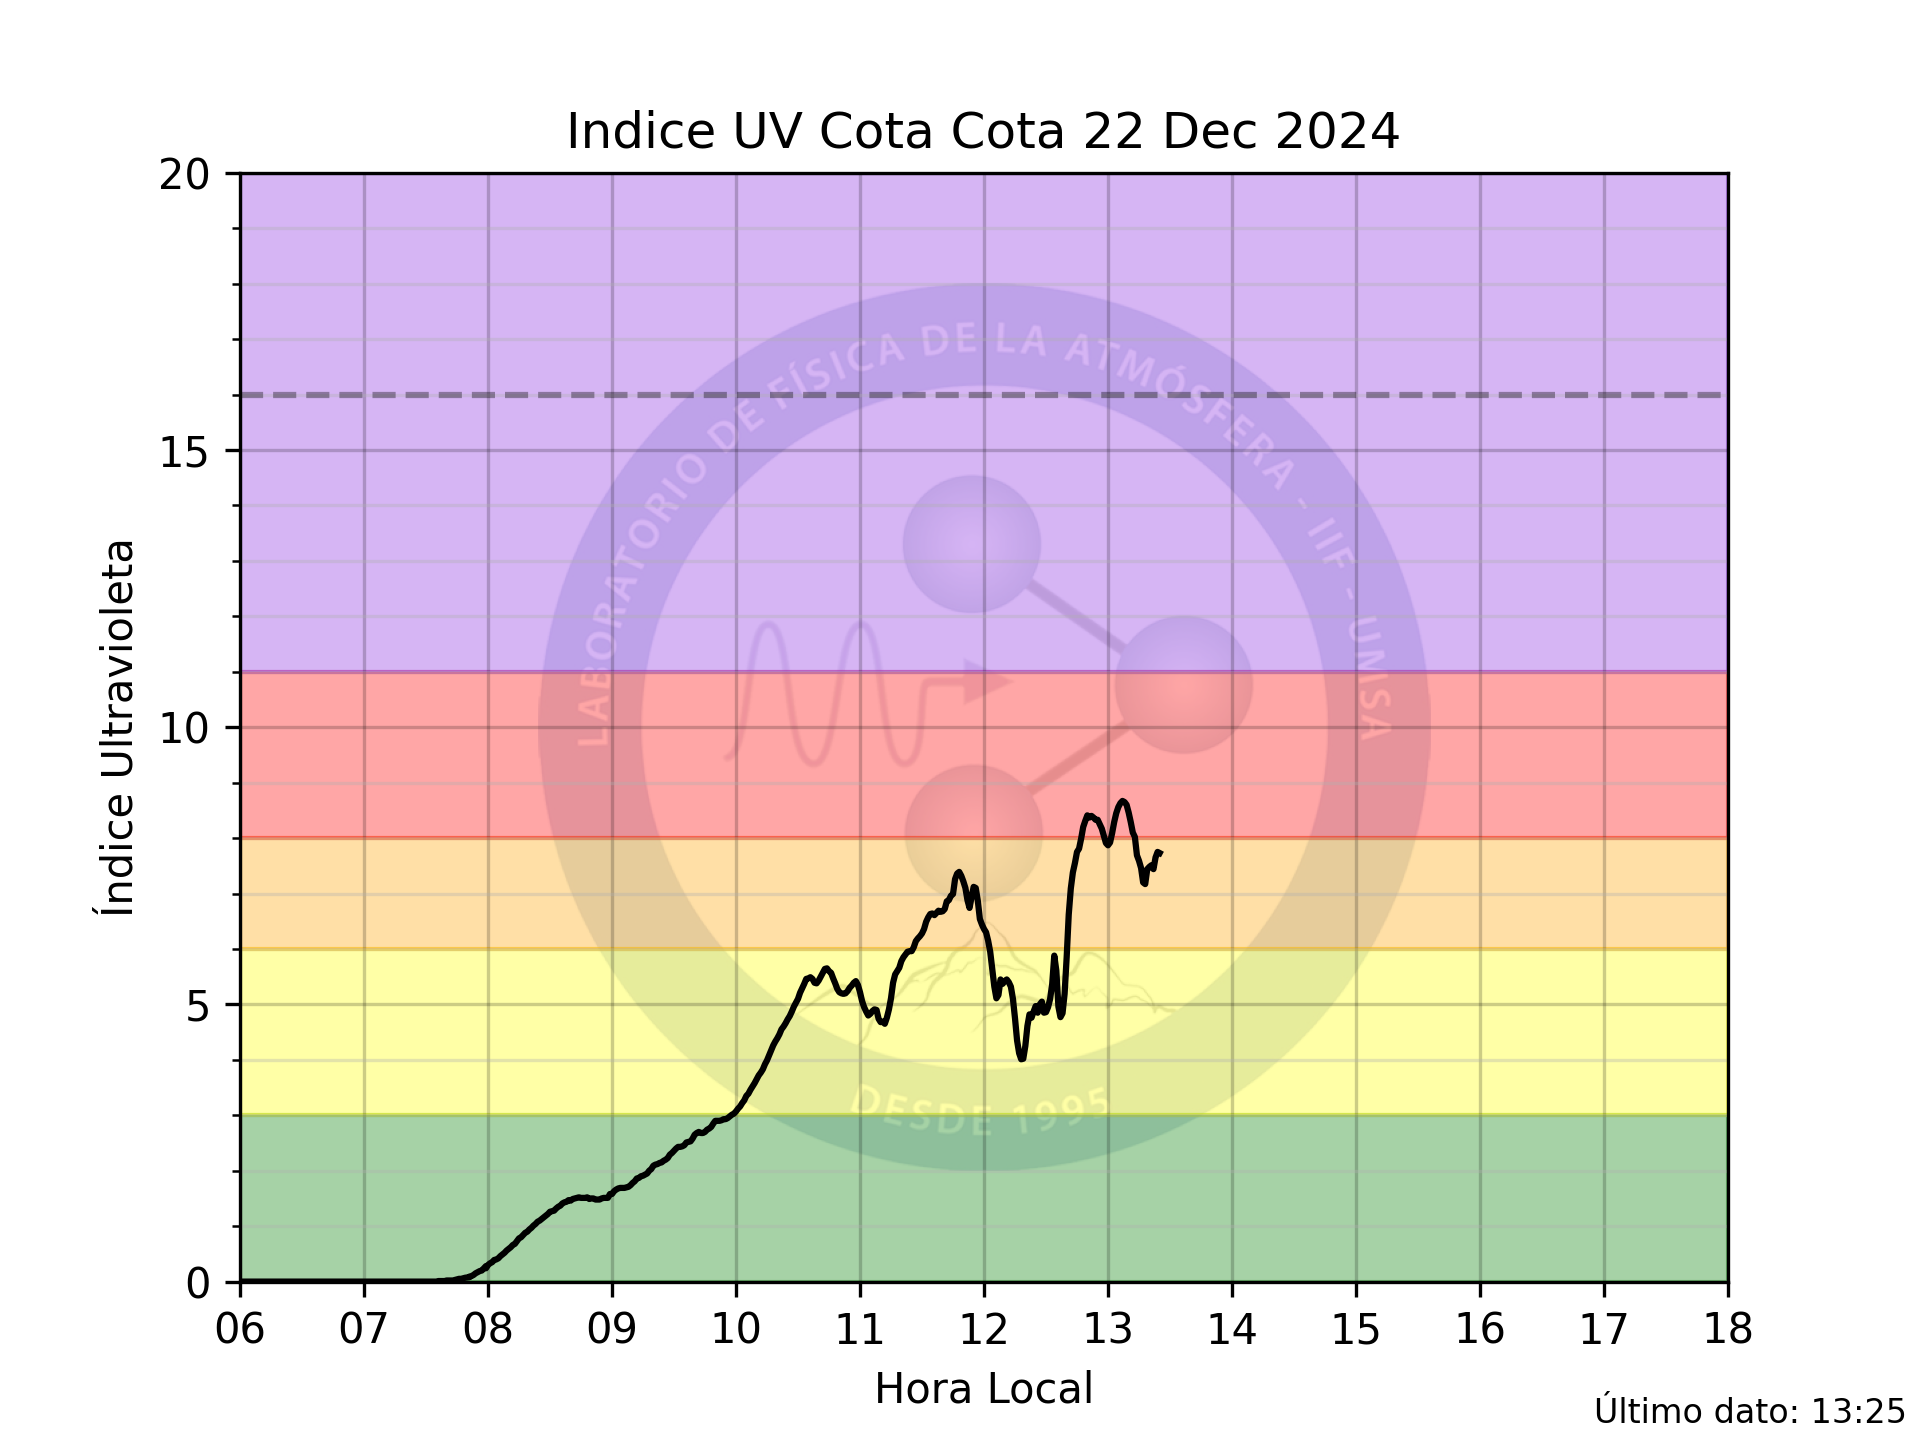 Indice UV Cota Cota 22 Dec 2024
20
15
10
5
0
Índice Ultravioleta
LABORATORIO DE FÍSICA DE LA ATMÓSFERA - IIF - UMSA
DESDE 1995
06 07 08 09 10 11 12 13 14 15 16 17 18
Hora Local
Último dato: 13:25